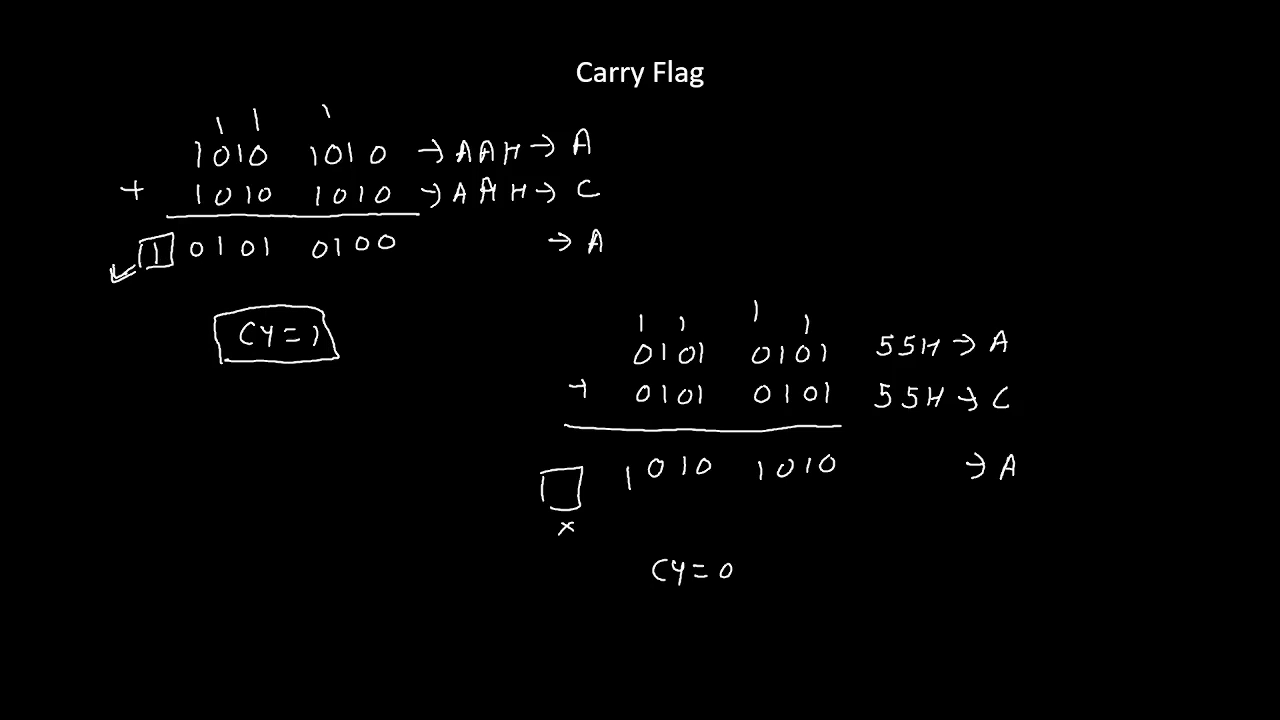 Carry Flag
1 1 1
1010 1010 → AAH → A
+ 1010 1010 → AAH → C
1 0101 0100 → A
CY = 1
1 1 1 1
0101 0101 55H → A
+ 0101 0101 55H → C
1010 1010 → A
x
CY = 0